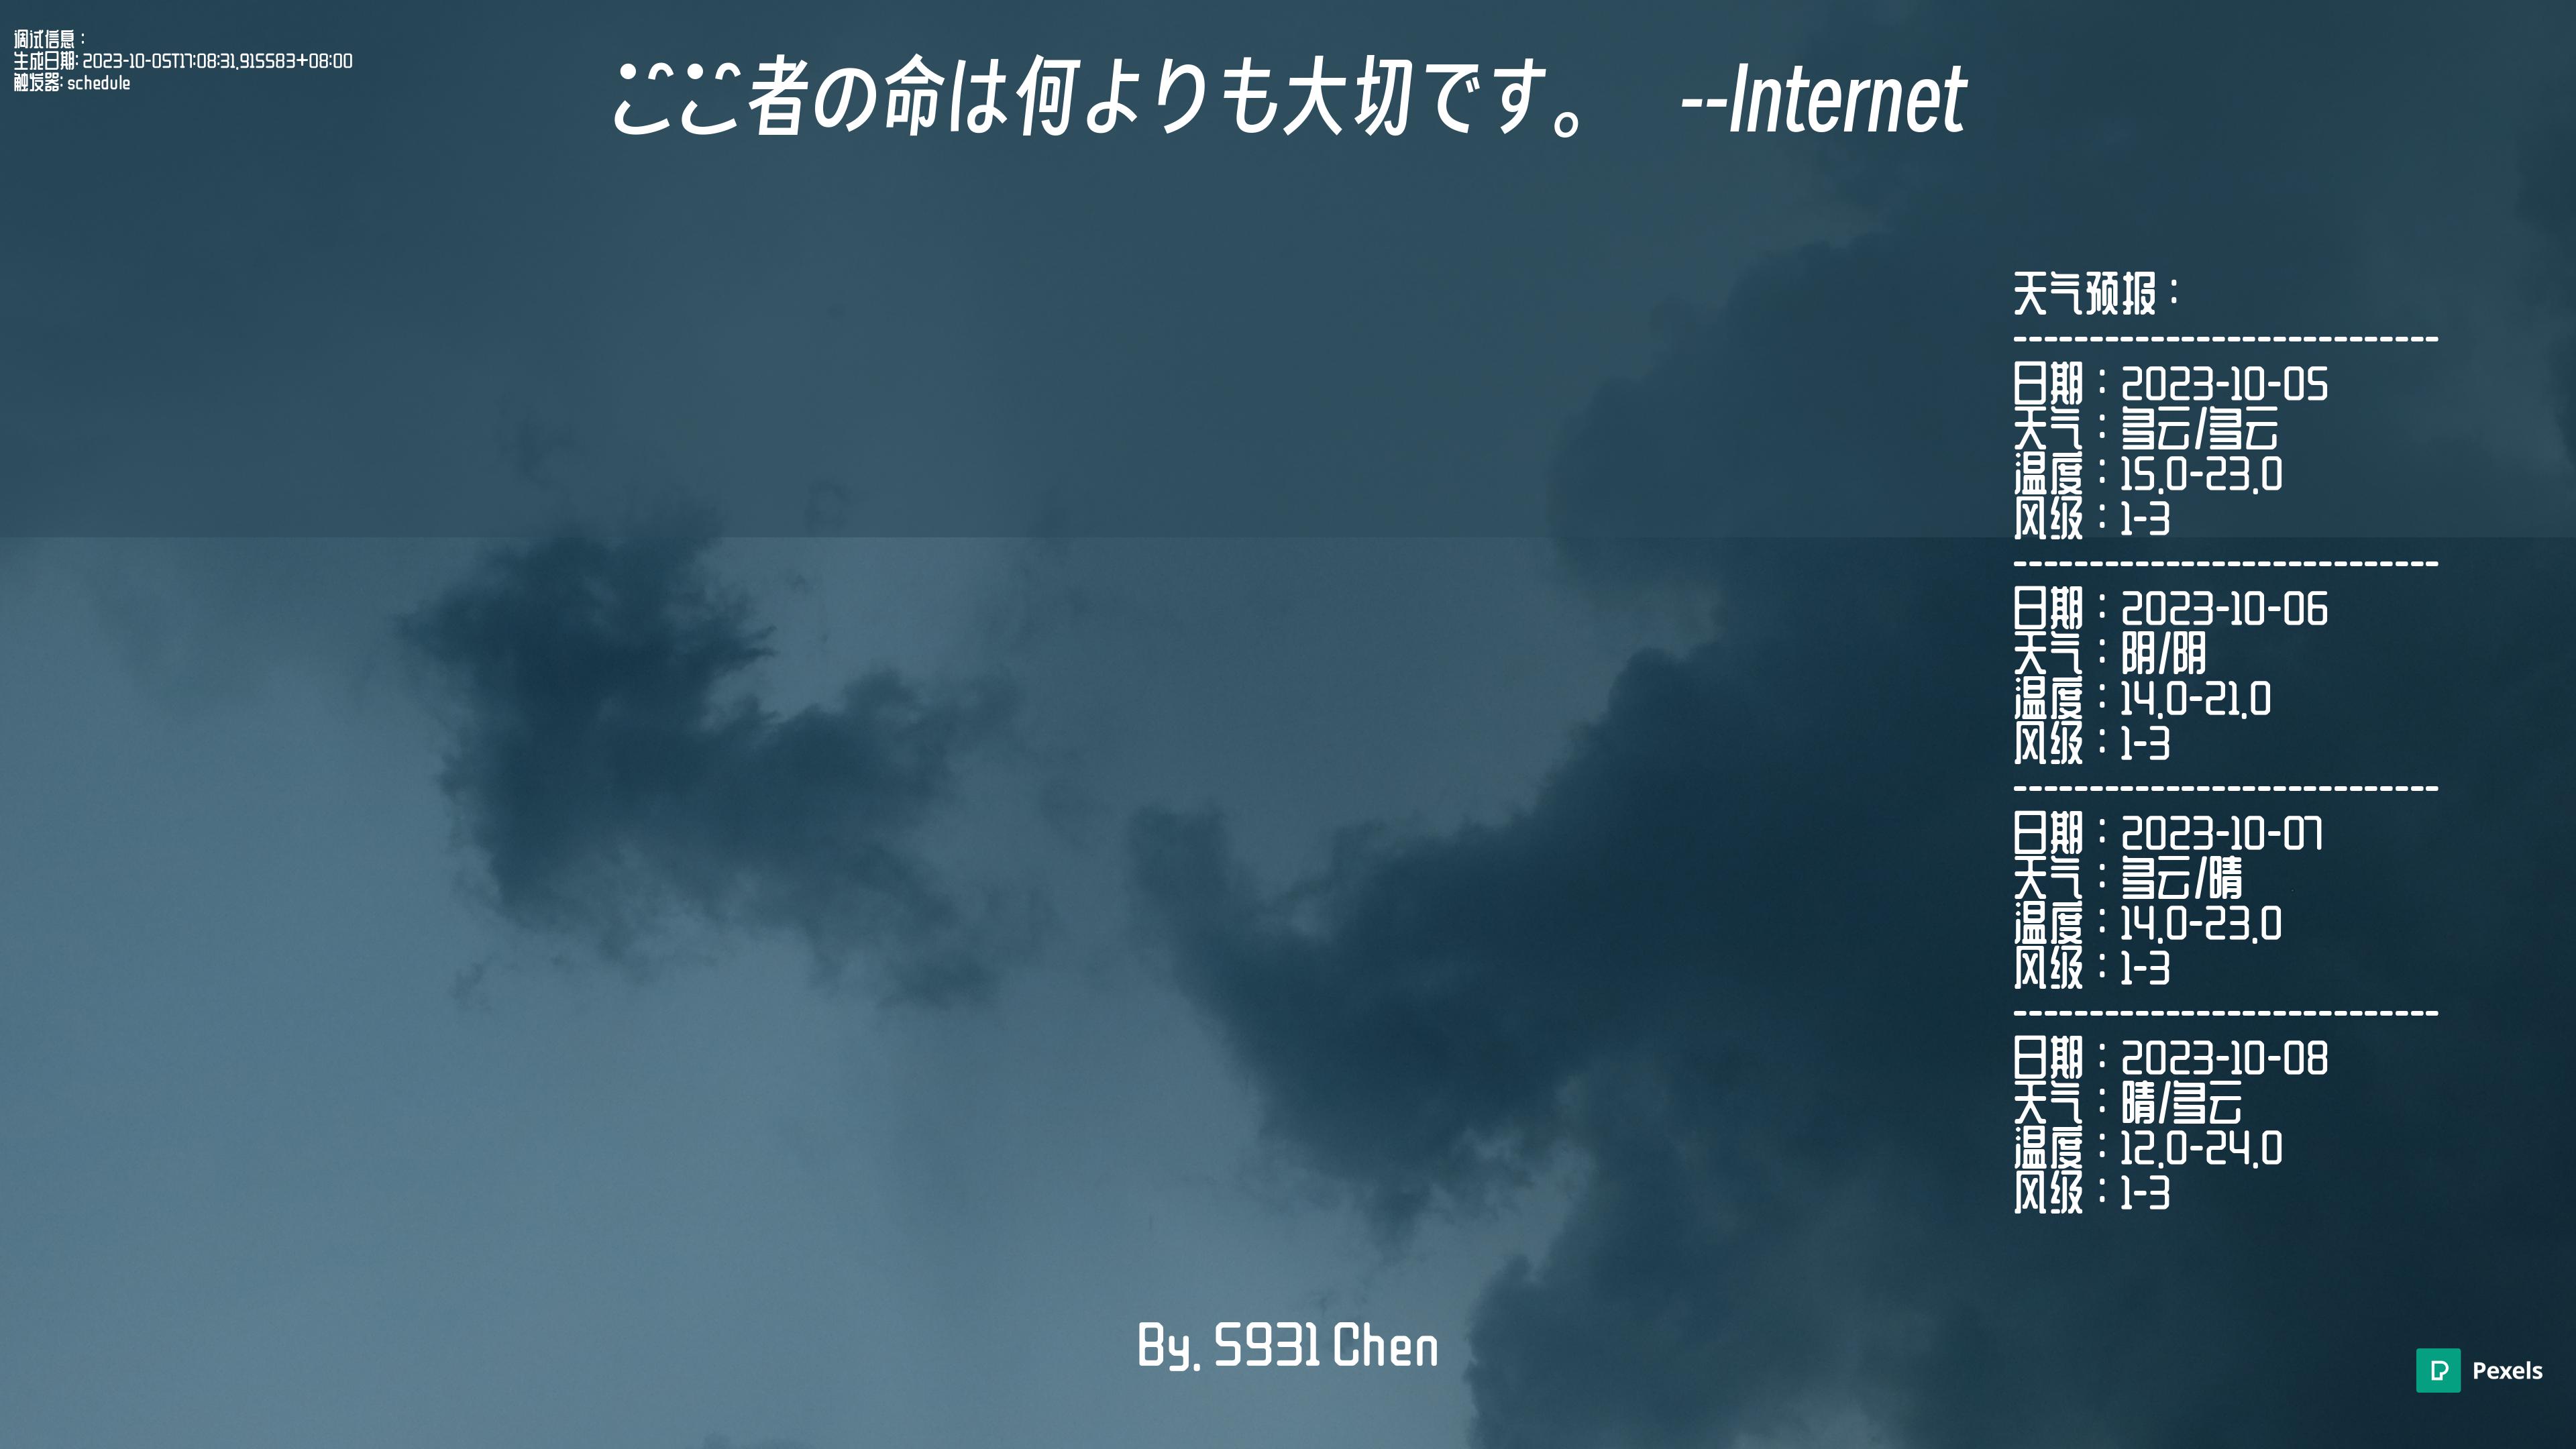 调试信息：
生成日期: 2023-10-05T17:08:31.915583+08:00
触发器: schedule
者の命は何よりも大切です。　--Internet
天气预报：
----------------------------
日期：2023-10-05
天气：多云/多云
温度：15.0-23.0
风级：1-3
----------------------------
日期：2023-10-06
天气：阴/阴
温度：14.0-21.0
风级：1-3
----------------------------
日期：2023-10-07
天气：多云/晴
温度：14.0-23.0
风级：1-3
----------------------------
日期：2023-10-08
天气：晴/多云
温度：12.0-24.0
风级：1-3
By. 5931 Chen
Pexels